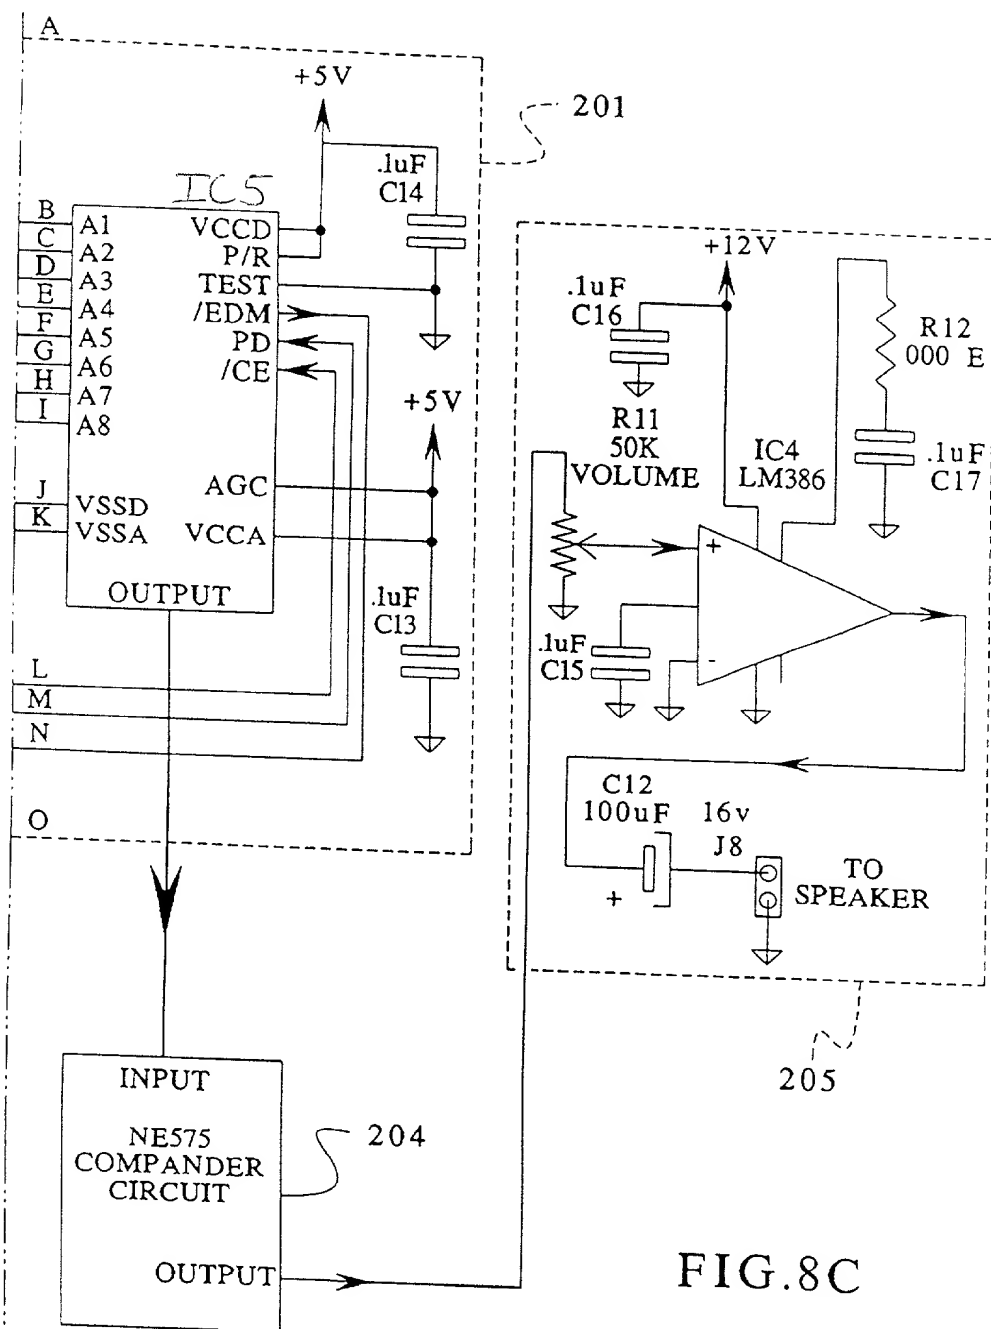 A
+5V
201
.1uF
C14
IC5
B
C
D
E
F
G
H
I
A1
A2
A3
A4
A5
A6
A7
A8
VCCD
P/R
TEST
/EDM
PD
/CE
+5V
J
K
VSSD
VSSA
AGC
VCCA
OUTPUT
.1uF
C13
L
M
N
O
+12V
.1uF
C16
R12
000 E
R11
50K
VOLUME
IC4
LM386
.1uF
C17
+
-
.1uF
C15
C12
100uF
16v
J8
+
TO
SPEAKER
205
INPUT
NE575
COMPANDER
CIRCUIT
204
OUTPUT
FIG.8C